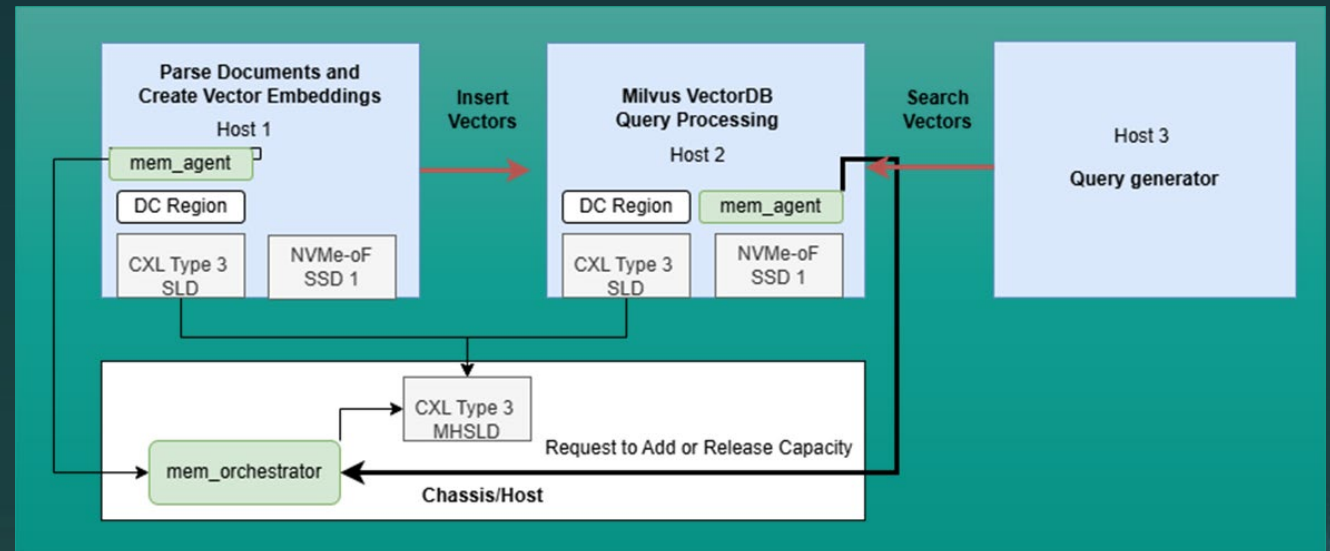 Parse Documents and
Create Vector Embeddings
Host 1
mem_agent
DC Region
CXL Type 3
SLD
NVMe-oF
SSD 1
Insert
Vectors
Milvus VectorDB
Query Processing
Host 2
DC Region
mem_agent
CXL Type 3
SLD
NVMe-oF
SSD 1
Search
Vectors
Host 3
Query generator
CXL Type 3
MHSLD
Request to Add or Release Capacity
mem_orchestrator
Chassis/Host